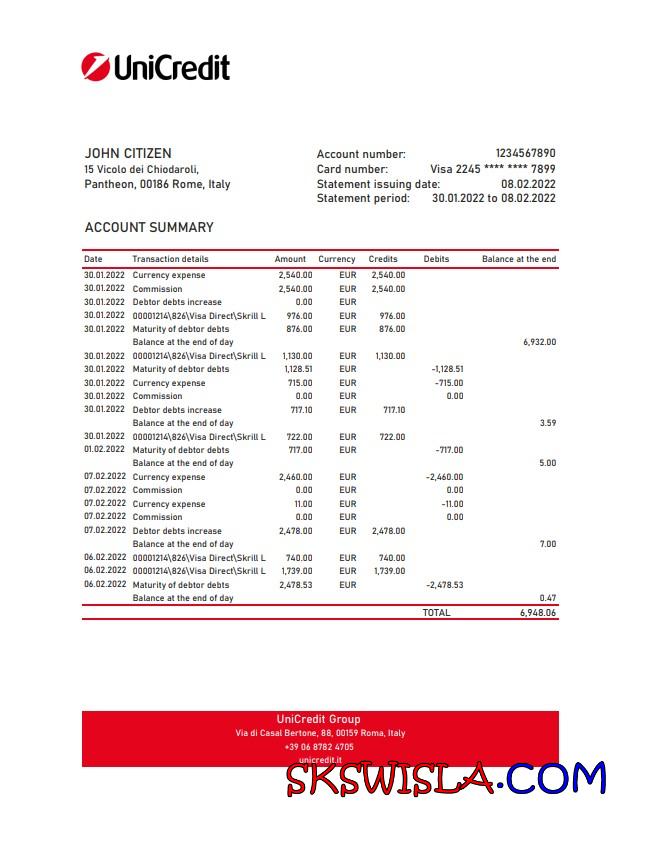 UniCredit
JOHN CITIZEN
15 Vicolo dei Chiodaroli,
Pantheon, 00186 Rome, Italy
Account number: 1234567890
Card number: Visa 2245 **** **** 7899
Statement issuing date: 08.02.2022
Statement period: 30.01.2022 to 08.02.2022
ACCOUNT SUMMARY
Date Transaction details Amount Currency Credits Debits Balance at the end
30.01.2022 Currency expense 2,540.00 EUR 2,540.00
30.01.2022 Commission 2,540.00 EUR 2,540.00
30.01.2022 Debtor debts increase 0.00 EUR
30.01.2022 00001214\826\Visa Direct\Skrill L 976.00 EUR 976.00
30.01.2022 Maturity of debtor debts 876.00 EUR 876.00
Balance at the end of day 6,932.00
30.01.2022 00001214\826\Visa Direct\Skrill L 1,130.00 EUR 1,130.00
30.01.2022 Maturity of debtor debts 1,128.51 EUR -1,128.51
30.01.2022 Currency expense 715.00 EUR -715.00
30.01.2022 Commission 0.00 EUR 0.00
30.01.2022 Debtor debts increase 717.10 EUR 717.10
Balance at the end of day 3.59
30.01.2022 00001214\826\Visa Direct\Skrill L 722.00 EUR 722.00
01.02.2022 Maturity of debtor debts 717.00 EUR -717.00
Balance at the end of day 5.00
07.02.2022 Currency expense 2,460.00 EUR -2,460.00
07.02.2022 Commission 0.00 EUR 0.00
07.02.2022 Currency expense 11.00 EUR -11.00
07.02.2022 Commission 0.00 EUR 0.00
07.02.2022 Debtor debts increase 2,478.00 EUR 2,478.00
Balance at the end of day 7.00
06.02.2022 00001214\826\Visa Direct\Skrill L 740.00 EUR 740.00
06.02.2022 00001214\826\Visa Direct\Skrill L 1,739.00 EUR 1,739.00
06.02.2022 Maturity of debtor debts 2,478.53 EUR -2,478.53
Balance at the end of day 0.47
TOTAL 6,948.06
UniCredit Group
Via di Casal Bertone, 88, 00159 Roma, Italy
+39 06 8782 4705
unicredit.it
SKSWISLA.COM